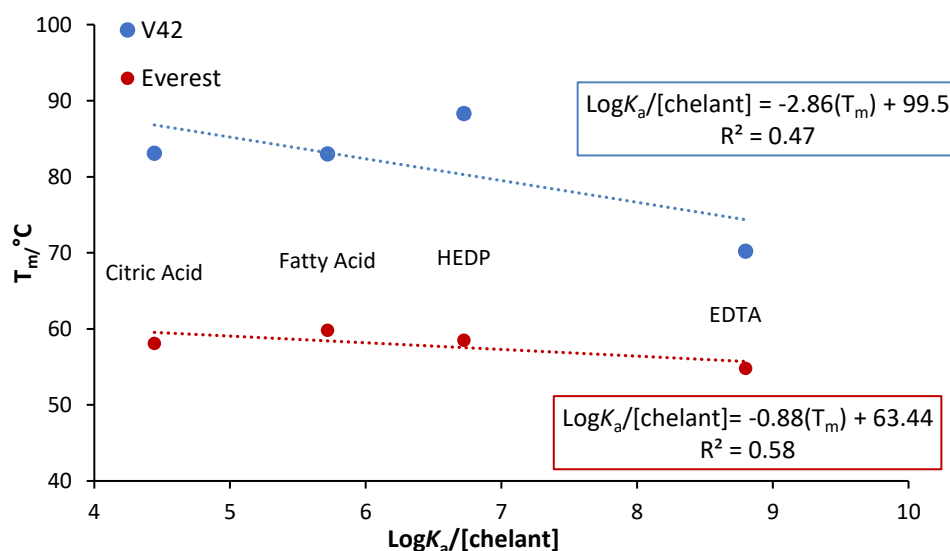 100
V42
Everest
90
LogKa/[chelant] = -2.86(Tm) + 99.5
R² = 0.47
80
Tm/°C
70
Citric Acid
Fatty Acid
HEDP
EDTA
60
LogKa/[chelant]= -0.88(Tm) + 63.44
R² = 0.58
50
40
4 5 6 7 8 9 10
LogKa/[chelant]